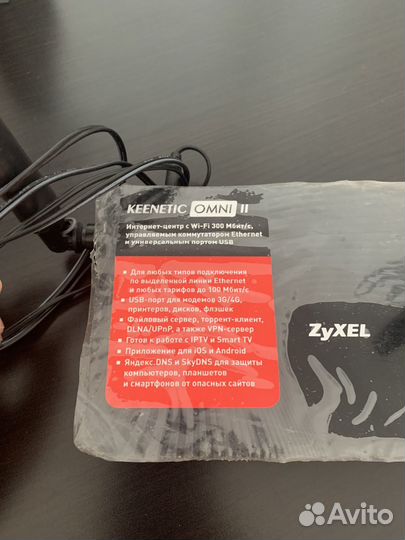 KEENETIC OMNI II
Интернет-центр с Wi-Fi 300 Мбит/с,
управляемым коммутатором Ethernet
и универсальным портом USB
• Для любых типов подключения
по выделенной линии Ethernet
и любых тарифов до 100 Мбит/с
• USB-порт для модемов 3G/4G,
принтеров, дисков, флэшек
• Файловый сервер, торрент-клиент,
DLNA/UPnP, а также VPN-сервер
• Готов к работе с IPTV и Smart TV
• Приложение для iOS и Android
• Яндекс.DNS и SkyDNS для защиты
компьютеров, планшетов
и смартфонов от опасных сайтов
ZyXEL
Avito